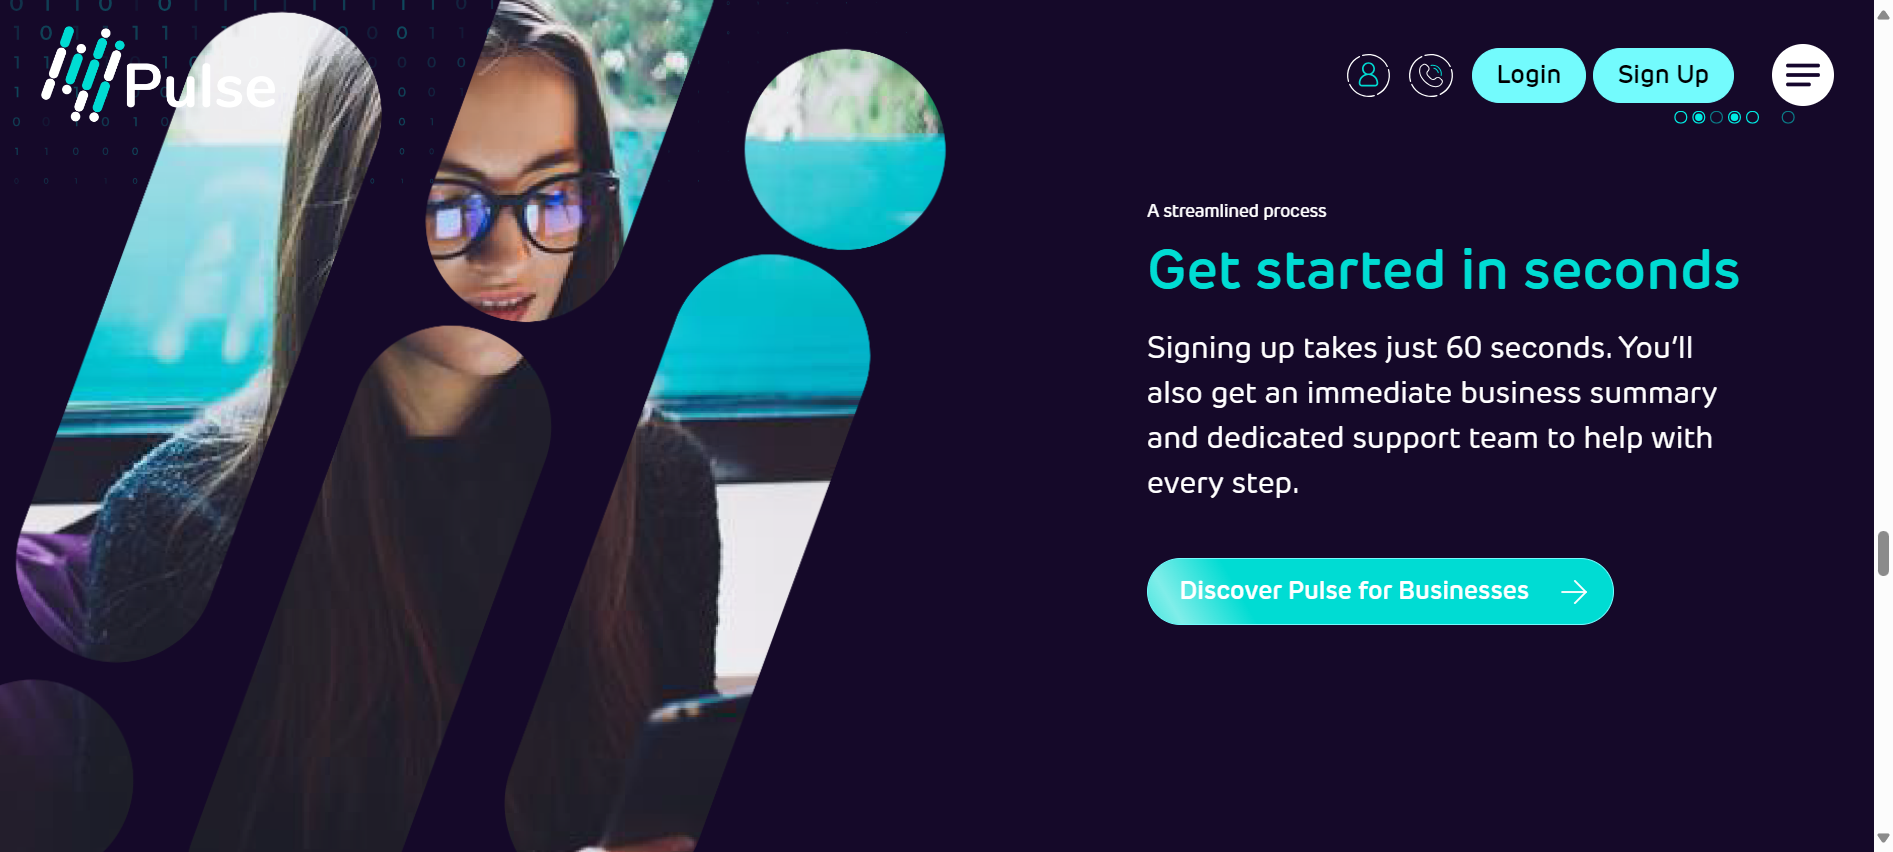 Pulse
Login
Sign Up
A streamlined process
Get started in seconds
Signing up takes just 60 seconds. You’ll
also get an immediate business summary
and dedicated support team to help with
every step.
Discover Pulse for Businesses